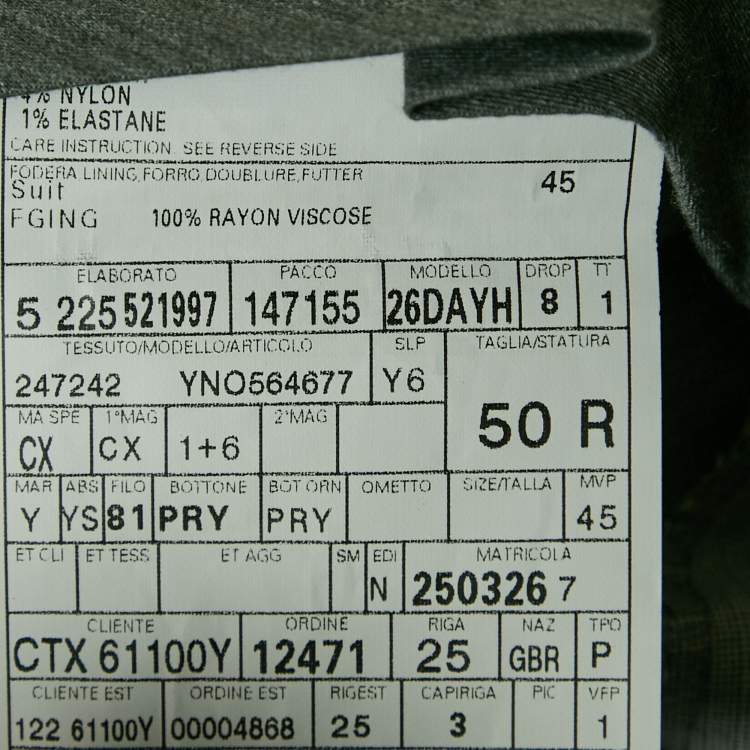 4% NYLON
1% ELASTANE
CARE INSTRUCTION SEE REVERSE SIDE
FODERA LINING, FORRO DOUBLURE, FUTTER
Suit 45
FGING 100% RAYON VISCOSE
ELABORATO PACCO MODELLO DROP TT
5 225 521997 147155 26DAYH 8 1
TESSUTO/MODELLO/ARTICOLO SLP TAGLIA/STATURA
247242 YNO564677 Y6
50 R
MA SPE 1°MAG 2°MAG
CX CX 1+6
MAR ABS FILO BOTTONE BOT ORN OMETTO SIZE/TALLA MVP
Y YS 81 PRY PRY 45
ET CLI ET TESS ET AGG SM EDI MATRICOLA
N 250326 7
CLIENTE ORDINE RIGA NAZ TPO
CTX 61100Y 12471 25 GBR P
CLIENTE EST ORDINE EST RIGEST CAPIRIGA PIC VFP
122 61100Y 00004868 25 3 1